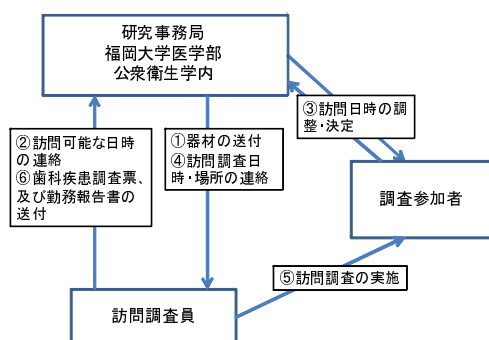 研究事務局
福岡大学医学部
公衆衛生学内
③訪問日時の調
整・決定
②訪問可能な日時
の連絡
⑥歯科疾患調査票、
及び勤務報告書の
送付
①器材の送付
④訪問調査日
時・場所の連絡
調査参加者
⑤訪問調査の実施
訪問調査員